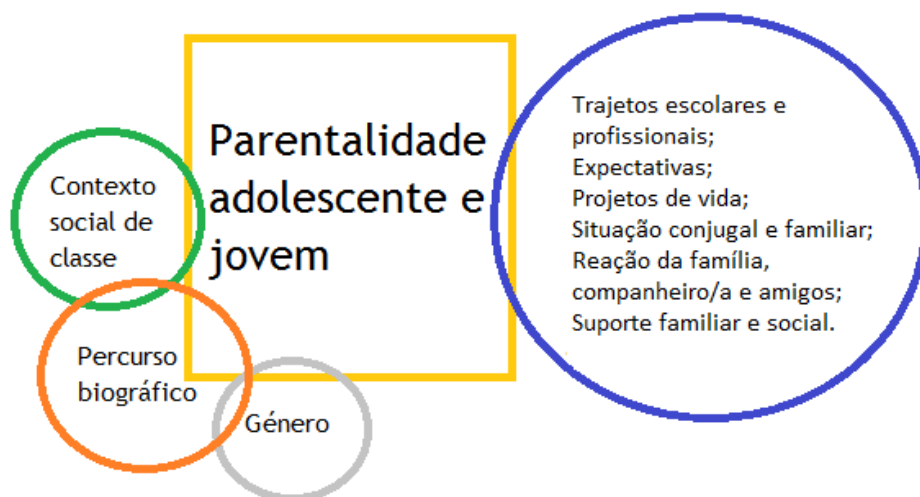 Parentalidade
adolescente e
jovem
Contexto
social de
classe
Percurso
biográfico
Género
Trajetos escolares e
profissionais;
Expectativas;
Projetos de vida;
Situação conjugal e familiar;
Reação da família,
companheiro/a e amigos;
Suporte familiar e social.